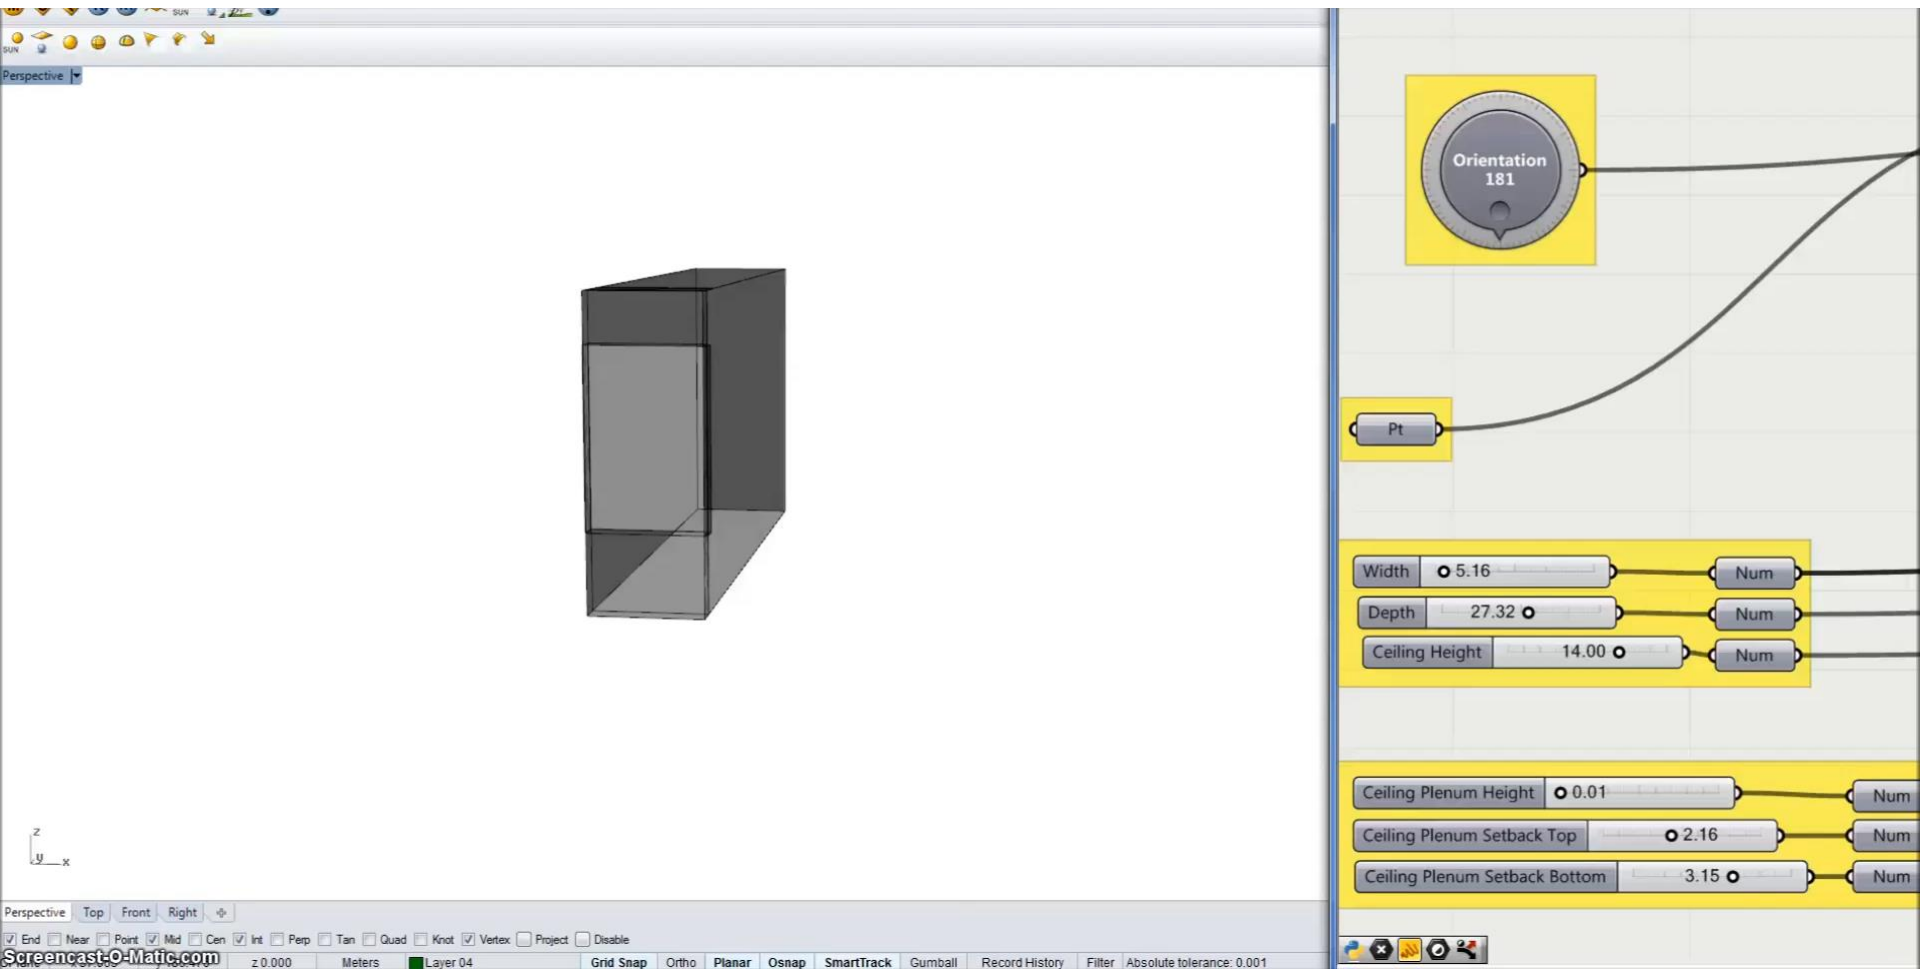 SUN
SUN
Perspective
Orientation
181
Pt
Width 5.16 Num
Depth 27.32 Num
Ceiling Height 14.00 Num
Ceiling Plenum Height 0.01 Num
Ceiling Plenum Setback Top 2.16 Num
Ceiling Plenum Setback Bottom 3.15 Num
z
y x
Perspective Top Front Right
End Near Point Mid Cen Int Perp Tan Quad Knot Vertex Project Disable
Screencast-O-Matic.com
z 0.000 Meters Layer 04 Grid Snap Ortho Planar Osnap SmartTrack Gumball Record History Filter Absolute tolerance: 0.001